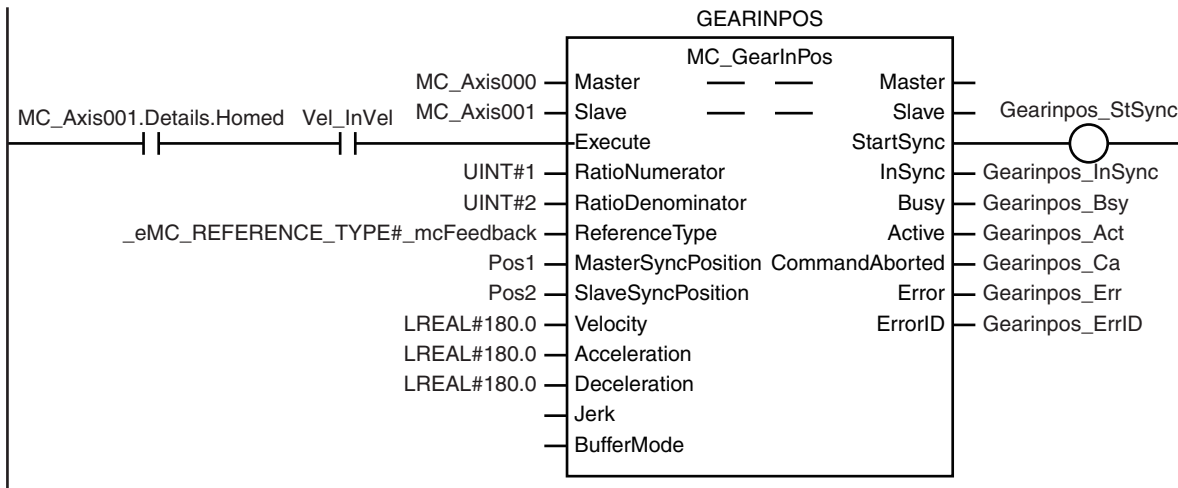 GEARINPOS
MC_GearInPos
MC_Axis000 Master Master
MC_Axis001 Slave Slave
MC_Axis001.Details.Homed Vel_InVel Gearinpos_StSync
Execute StartSync
UINT#1 RatioNumerator InSync Gearinpos_InSync
UINT#2 RatioDenominator Busy Gearinpos_Bsy
_eMC_REFERENCE_TYPE#_mcFeedback ReferenceType Active Gearinpos_Act
Pos1 MasterSyncPosition CommandAborted Gearinpos_Ca
Pos2 SlaveSyncPosition Error Gearinpos_Err
LREAL#180.0 Velocity ErrorID Gearinpos_ErrID
LREAL#180.0 Acceleration
LREAL#180.0 Deceleration
Jerk
BufferMode